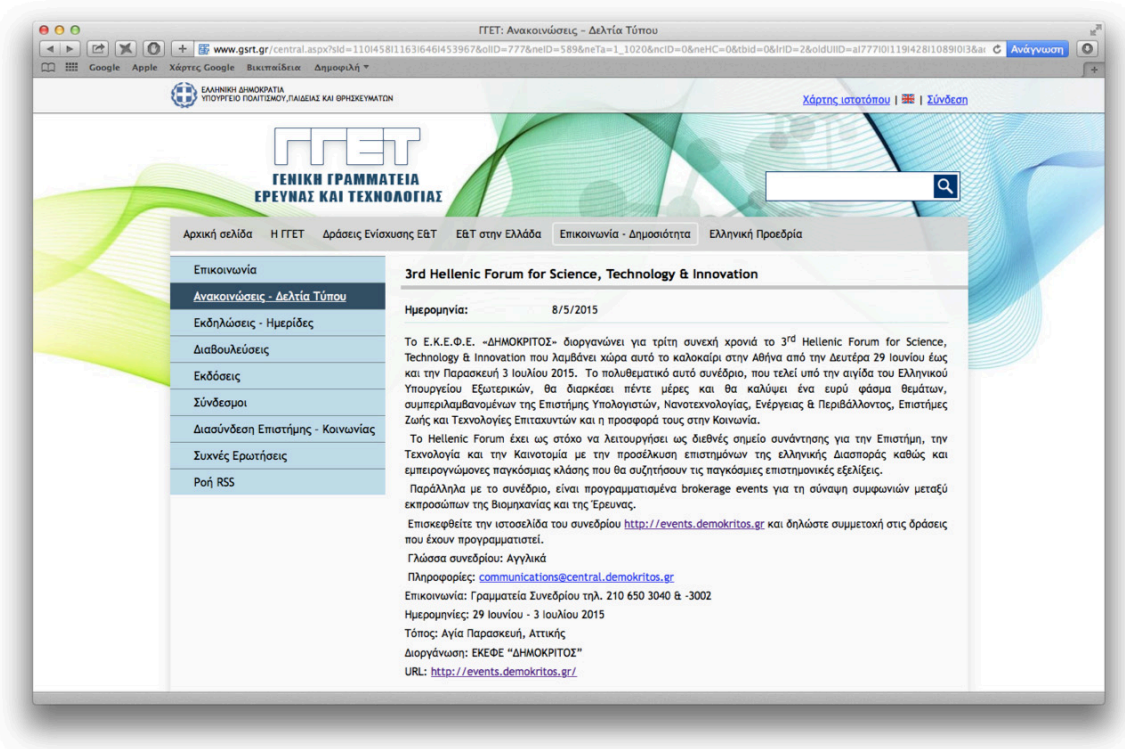 ΓΓΕΤ: Ανακοινώσεις – Δελτία Τύπου
www.gsrt.gr/central.aspx?sId=110I458I1163I646I453967&olID=777&neID=589&neTa=1_1020&ncID=0&neHC=0&tbid=0&lrID=2&oldUIID=aI777I0I119I428I1089I0I3&a
Ανάγνωση
Google Apple Χάρτες Google Βικιπαίδεια Δημοφιλή
ΕΛΛΗΝΙΚΗ ΔΗΜΟΚΡΑΤΙΑ
ΥΠΟΥΡΓΕΙΟ ΠΟΛΙΤΙΣΜΟΥ,ΠΑΙΔΕΙΑΣ ΚΑΙ ΘΡΗΣΚΕΥΜΑΤΩΝ
Χάρτης ιστοτόπου | | Σύνδεση
ΓΓΕΤ
ΓΕΝΙΚΗ ΓΡΑΜΜΑΤΕΙΑ
ΕΡΕΥΝΑΣ ΚΑΙ ΤΕΧΝΟΛΟΓΙΑΣ
Αρχική σελίδα Η ΓΓΕΤ Δράσεις Ενίσχυσης Ε&Τ Ε&Τ στην Ελλάδα Επικοινωνία - Δημοσιότητα Ελληνική Προεδρία
Επικοινωνία
Ανακοινώσεις - Δελτία Τύπου
Εκδηλώσεις - Ημερίδες
Διαβουλεύσεις
Εκδόσεις
Σύνδεσμοι
Διασύνδεση Επιστήμης - Κοινωνίας
Συχνές Ερωτήσεις
Ροή RSS
3rd Hellenic Forum for Science, Technology & Innovation
Ημερομηνία: 8/5/2015
Το Ε.Κ.Ε.Φ.Ε. «ΔΗΜΟΚΡΙΤΟΣ» διοργανώνει για τρίτη συνεχή χρονιά το 3rd Hellenic Forum for Science,
Technology & Innovation που λαμβάνει χώρα αυτό το καλοκαίρι στην Αθήνα από την Δευτέρα 29 Ιουνίου έως
και την Παρασκευή 3 Ιουλίου 2015. Το πολυθεματικό αυτό συνέδριο, που τελεί υπό την αιγίδα του Ελληνικού
Υπουργείου Εξωτερικών, θα διαρκέσει πέντε μέρες και θα καλύψει ένα ευρύ φάσμα θεμάτων,
συμπεριλαμβανομένων της Επιστήμης Υπολογιστών, Νανοτεχνολογίας, Ενέργειας & Περιβάλλοντος, Επιστήμες
Ζωής και Τεχνολογίες Επιταχυντών και η προσφορά τους στην Κοινωνία.
Το Hellenic Forum έχει ως στόχο να λειτουργήσει ως διεθνές σημείο συνάντησης για την Επιστήμη, την
Τεχνολογία και την Καινοτομία με την προσέλκυση επιστημόνων της ελληνικής Διασποράς καθώς και
εμπειρογνώμονες παγκόσμιας κλάσης που θα συζητήσουν τις παγκόσμιες επιστημονικές εξελίξεις.
Παράλληλα με το συνέδριο, είναι προγραμματισμένα brokerage events για τη σύναψη συμφωνιών μεταξύ
εκπροσώπων της Βιομηχανίας και της Έρευνας.
Επισκεφθείτε την ιστοσελίδα του συνεδρίου http://events.demokritos.gr και δηλώστε συμμετοχή στις δράσεις
που έχουν προγραμματιστεί.
Γλώσσα συνεδρίου: Αγγλικά
Πληροφορίες: communications@central.demokritos.gr
Επικοινωνία: Γραμματεία Συνεδρίου τηλ. 210 650 3040 & -3002
Ημερομηνίες: 29 Ιουνίου - 3 Ιουλίου 2015
Τόπος: Αγία Παρασκευή, Αττικής
Διοργάνωση: ΕΚΕΦΕ “ΔΗΜΟΚΡΙΤΟΣ”
URL: http://events.demokritos.gr/